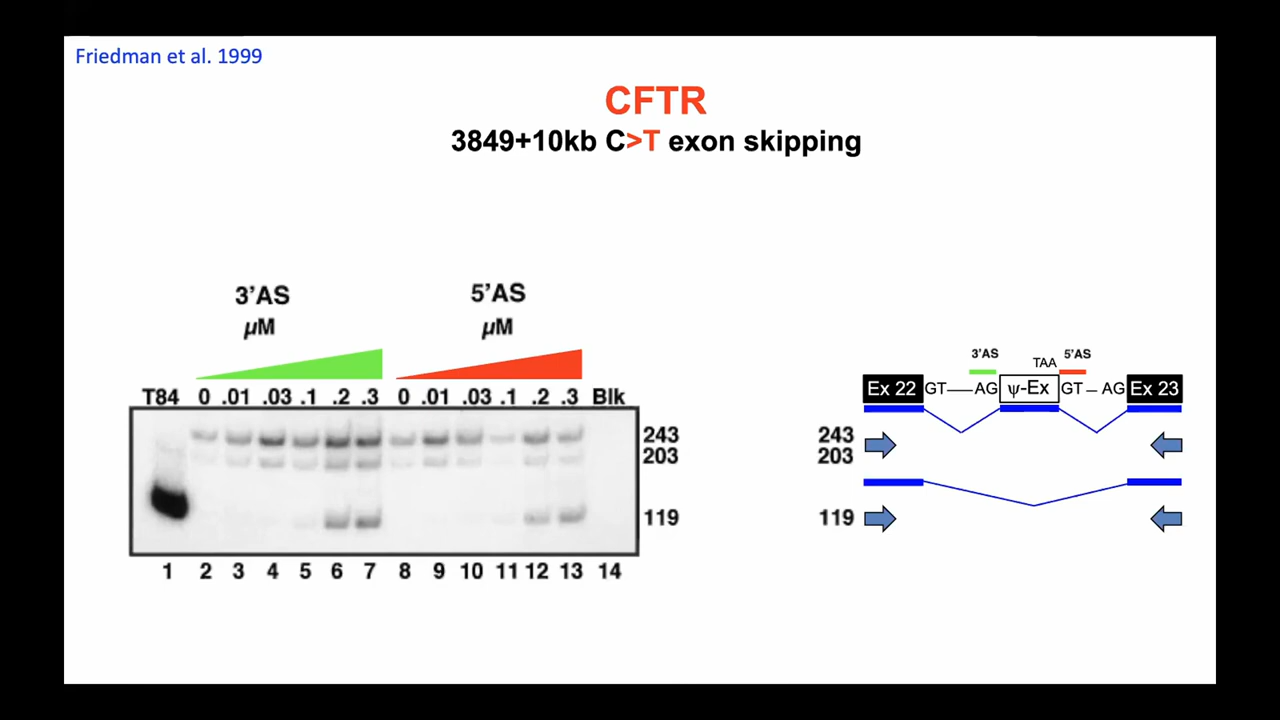 Friedman et al. 1999
CFTR
3849+10kb C>T exon skipping
3'AS
5'AS
µM
µM
T84 0 .01 .03 .1 .2 .3 0 .01 .03 .1 .2 .3 Blk
243
203
119
1 2 3 4 5 6 7 8 9 10 11 12 13 14
3'AS TAA 5'AS
Ex 22 GT AG ψ-Ex GT AG Ex 23
243
203
119